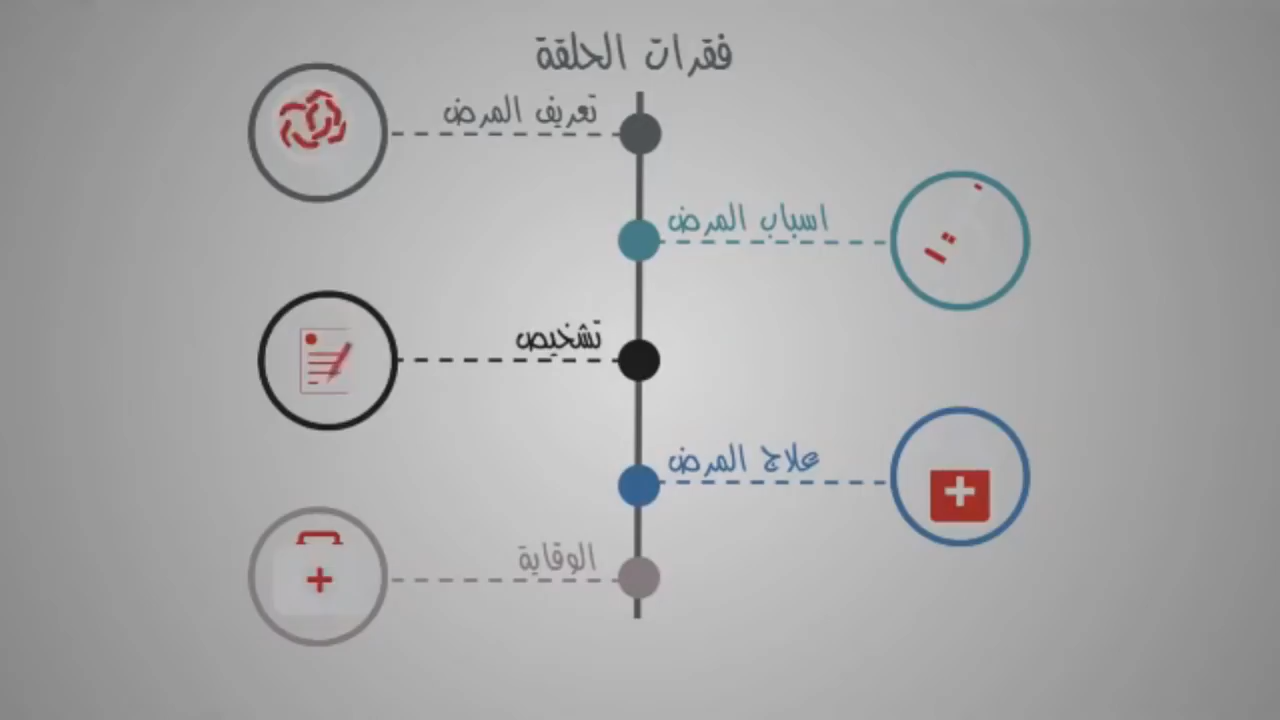 فقرات الحلقة
تعريف المرض
اسباب المرض
تشخيص
علاج المرض
الوقاية